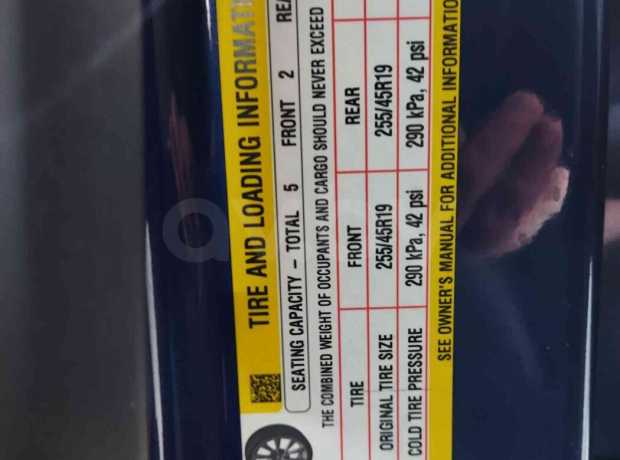 TIRE AND LOADING INFORMATI
SEATING CAPACITY – TOTAL 5 FRONT 2 REA
THE COMBINED WEIGHT OF OCCUPANTS AND CARGO SHOULD NEVER EXCEED
TIRE FRONT REAR
ORIGINAL TIRE SIZE 255/45R19 255/45R19
COLD TIRE PRESSURE 290 kPa, 42 psi 290 kPa, 42 psi
SEE OWNER'S MANUAL FOR ADDITIONAL INFORMATIO